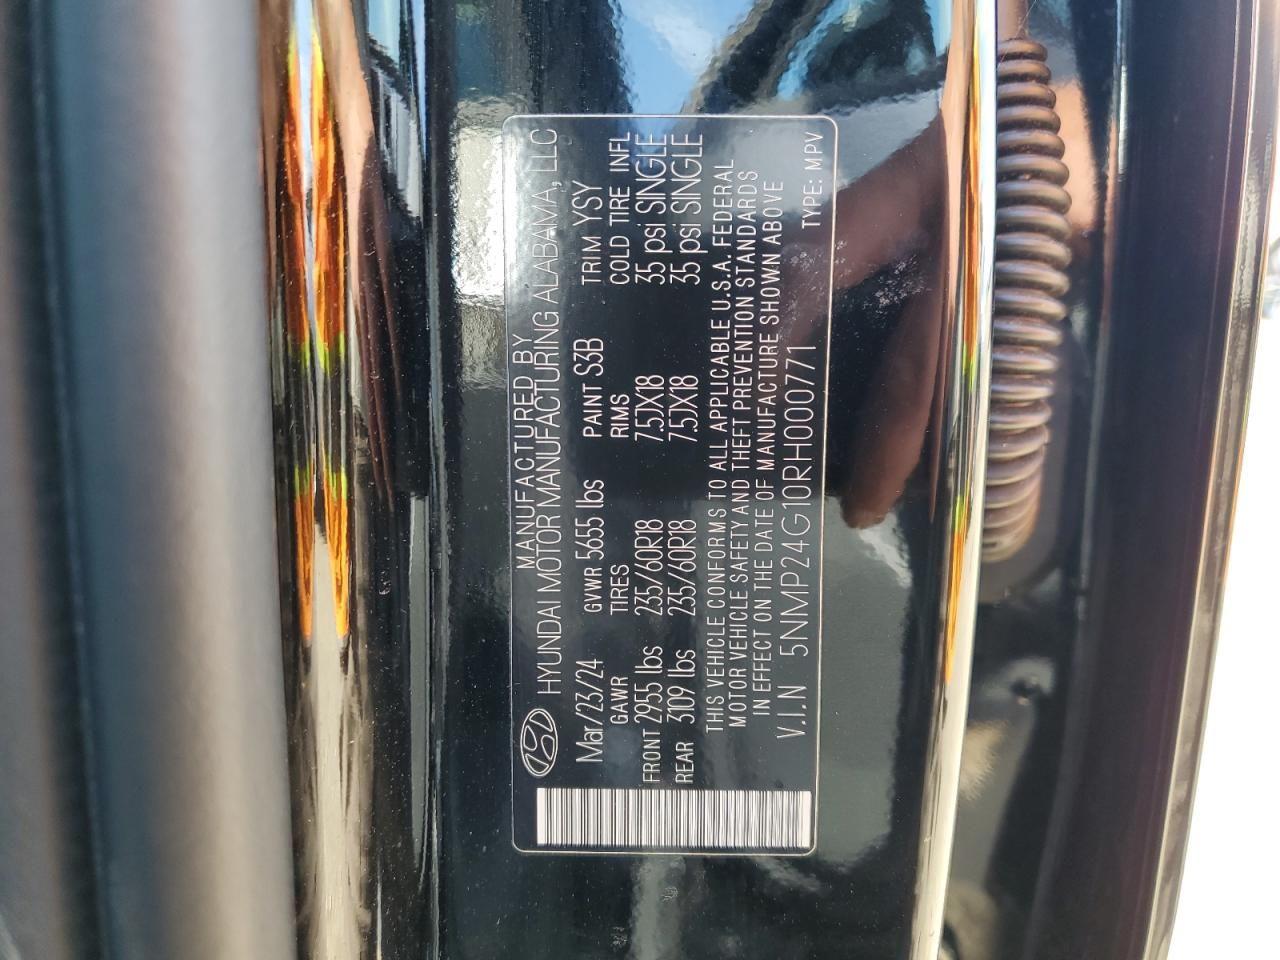 MANUFACTURED BY
HYUNDAI MOTOR MANUFACTURING ALABAMA, LLC
Mar/23/24 GVWR 5655 lbs PAINT S3B TRIM YSY
GAWR TIRES RIMS COLD TIRE INFL
FRONT 2955 lbs 235/60R18 7.5JX18 35 psi SINGLE
REAR 3109 lbs 235/60R18 7.5JX18 35 psi SINGLE
THIS VEHICLE CONFORMS TO ALL APPLICABLE U.S.A. FEDERAL
MOTOR VEHICLE SAFETY AND THEFT PREVENTION STANDARDS
IN EFFECT ON THE DATE OF MANUFACTURE SHOWN ABOVE
V.I.N 5NMP24G10RH000771 TYPE: MPV